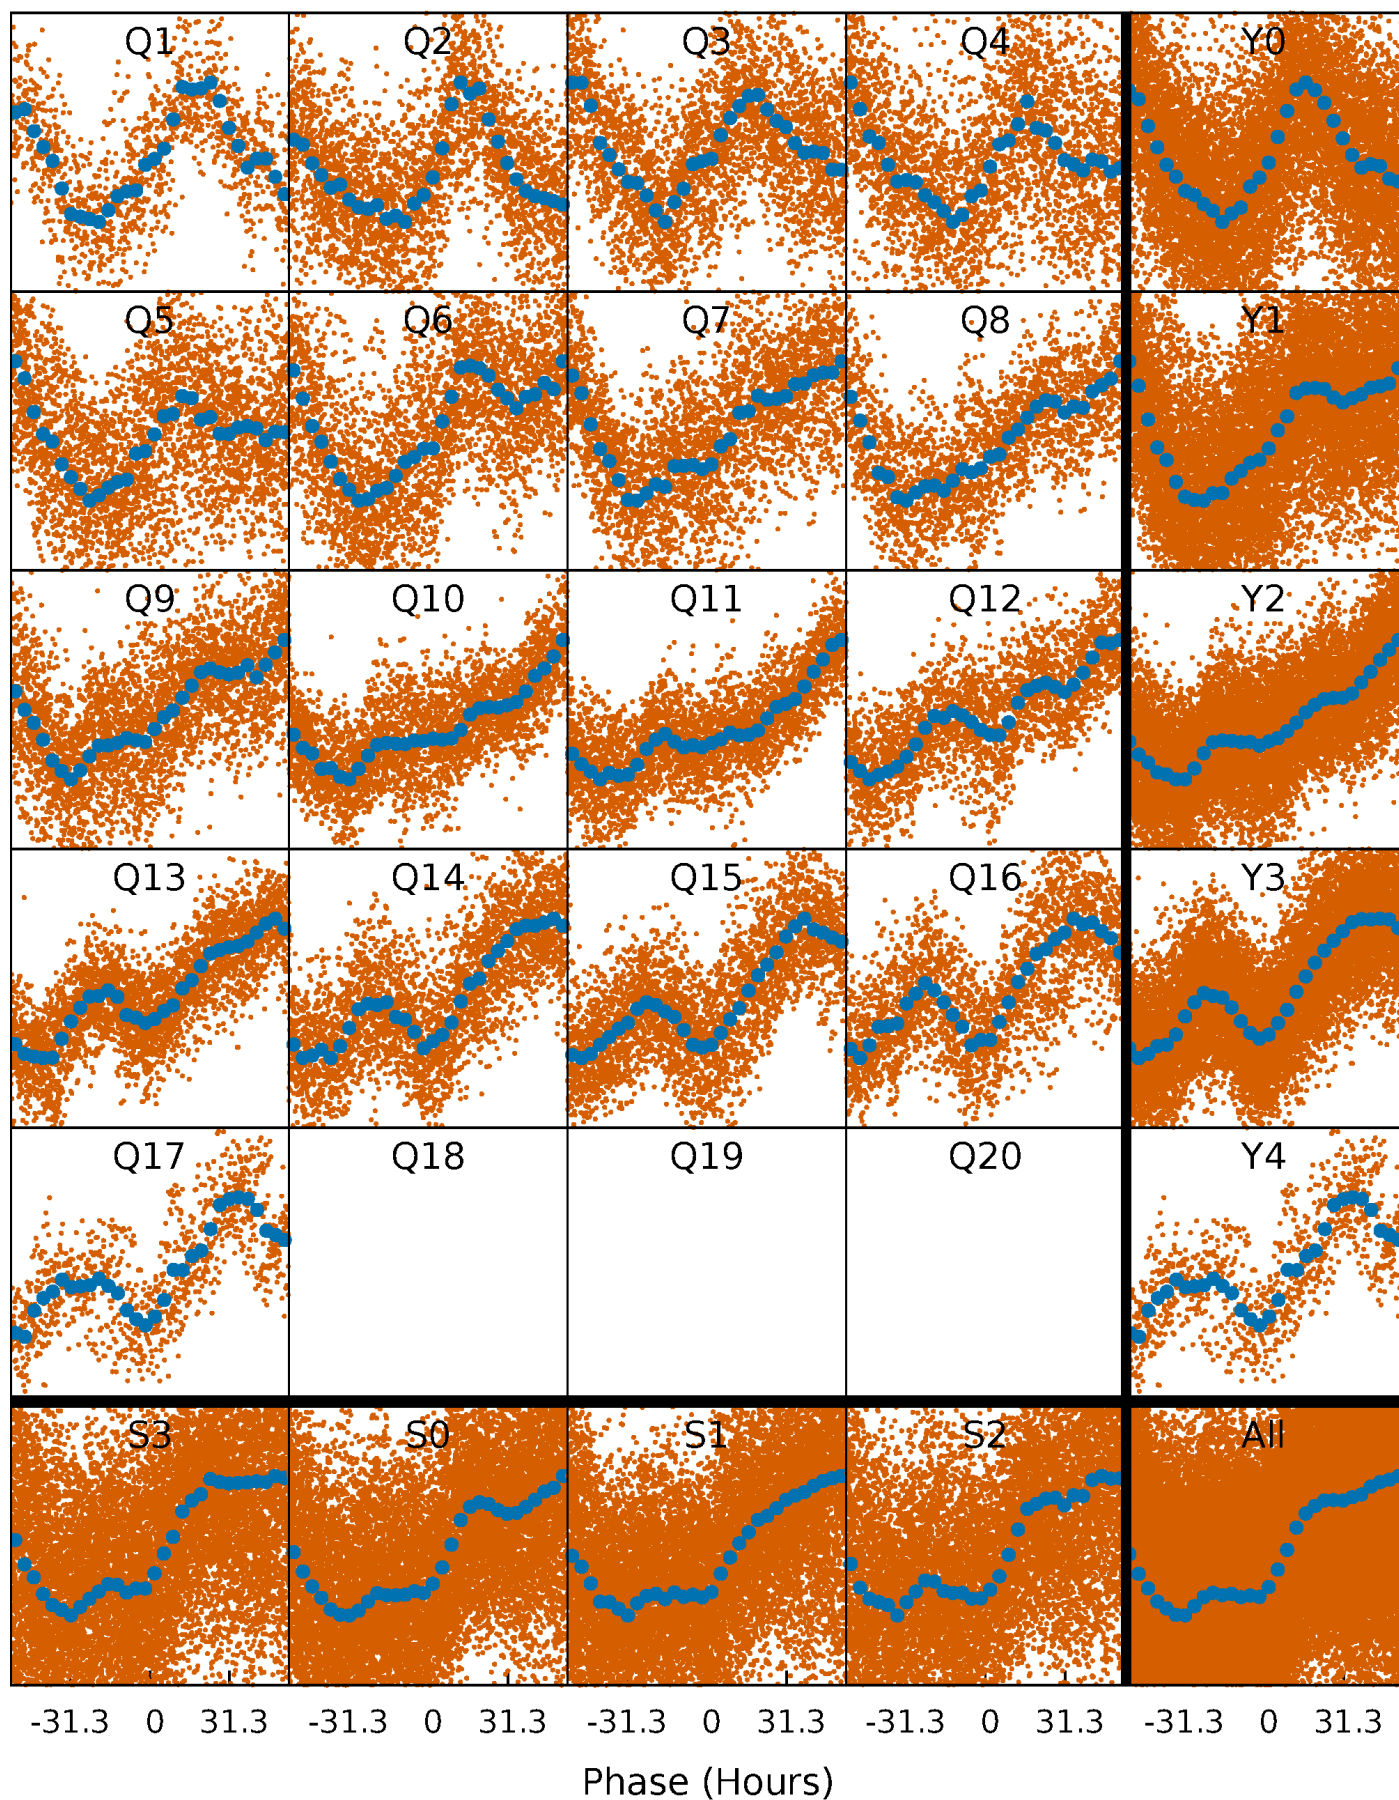 Q1 Q2 Q3 Q4 Y0
Q5 Q6 Q7 Q8 Y1
Q9 Q10 Q11 Q12 Y2
Q13 Q14 Q15 Q16 Y3
Q17 Q18 Q19 Q20 Y4
S3 S0 S1 S2 All
-31.3 0 31.3 -31.3 0 31.3 -31.3 0 31.3 -31.3 0 31.3 -31.3 0 31.3
Phase (Hours)